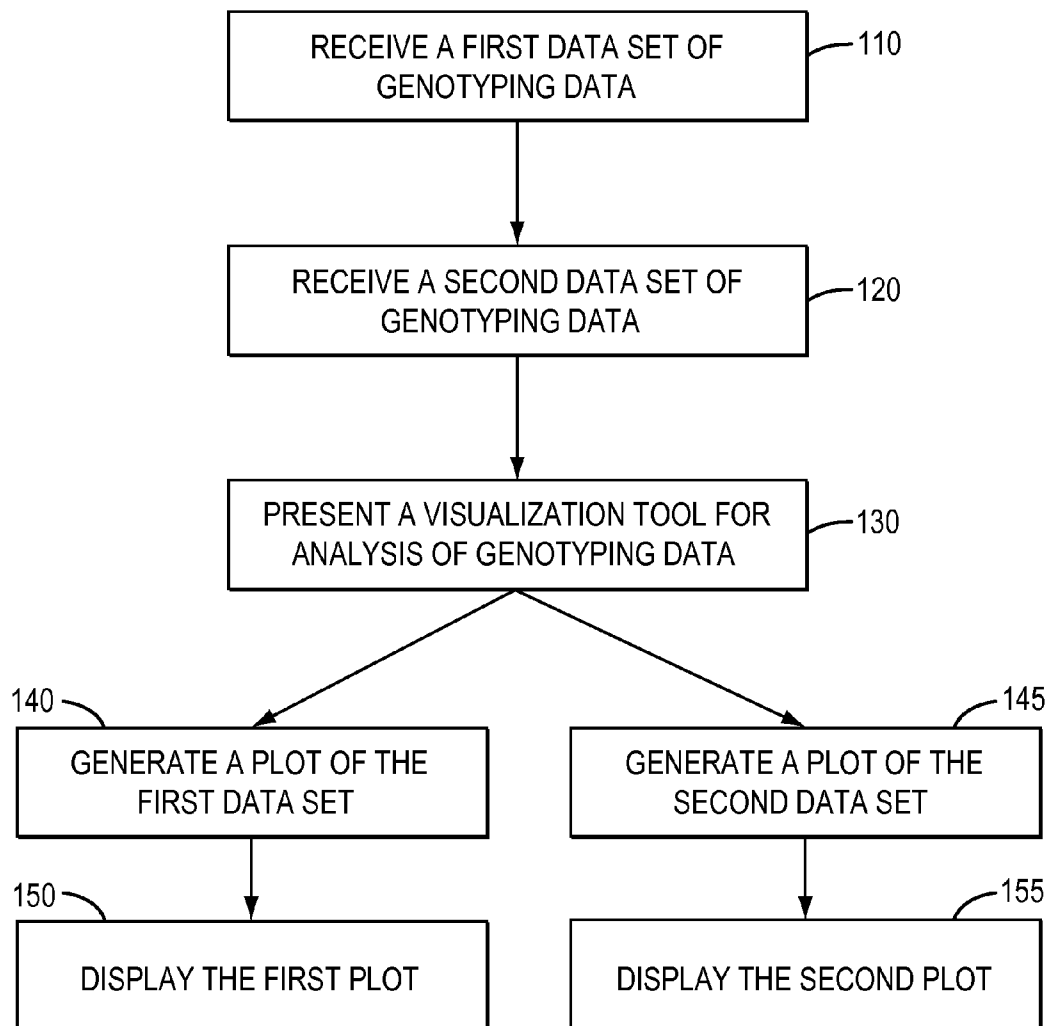 RECEIVE A FIRST DATA SET OF
GENOTYPING DATA
110
RECEIVE A SECOND DATA SET OF
GENOTYPING DATA
120
PRESENT A VISUALIZATION TOOL FOR
ANALYSIS OF GENOTYPING DATA
130
140
GENERATE A PLOT OF THE
FIRST DATA SET
145
GENERATE A PLOT OF THE
SECOND DATA SET
150
DISPLAY THE FIRST PLOT
155
DISPLAY THE SECOND PLOT